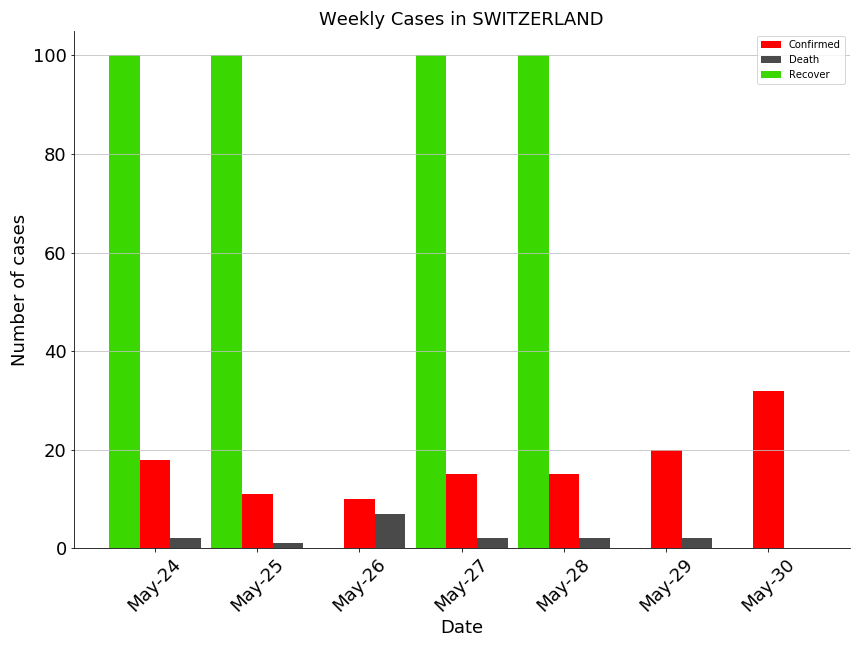 Weekly Cases in SWITZERLAND
Confirmed
Death
Recover
Number of cases
100
80
60
40
20
0
May-24
May-25
May-26
May-27
May-28
May-29
May-30
Date